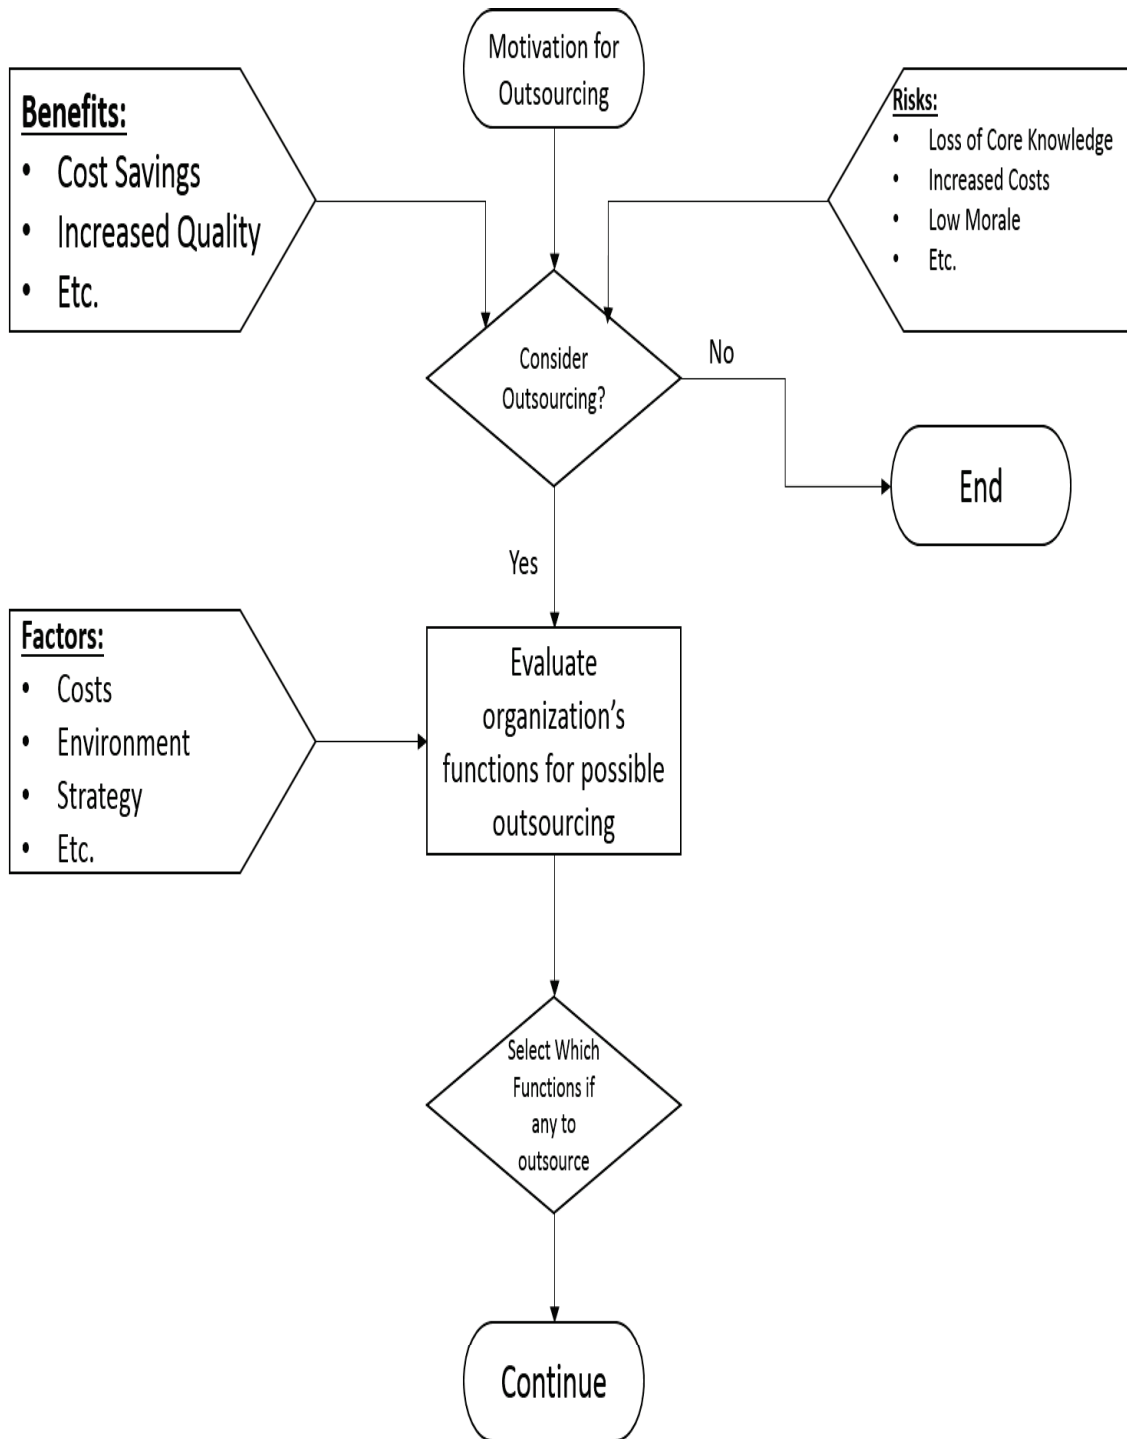 Motivation for
Outsourcing
Benefits:
• Cost Savings
• Increased Quality
• Etc.
Risks:
• Loss of Core Knowledge
• Increased Costs
• Low Morale
• Etc.
Consider
Outsourcing?
No
End
Yes
Factors:
• Costs
• Environment
• Strategy
• Etc.
Evaluate
organization’s
functions for possible
outsourcing
Select Which
Functions if
any to
outsource
Continue